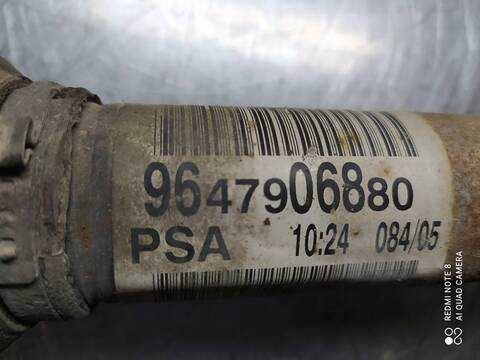 9647906880
PSA 10:24 084/05
REDMI NOTE 8
AI QUAD CAMERA